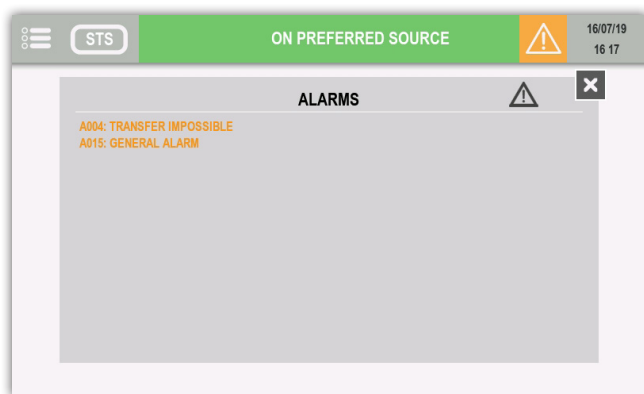 STS
ON PREFERRED SOURCE
16/07/19
16 17
ALARMS
A004: TRANSFER IMPOSSIBLE
A015: GENERAL ALARM